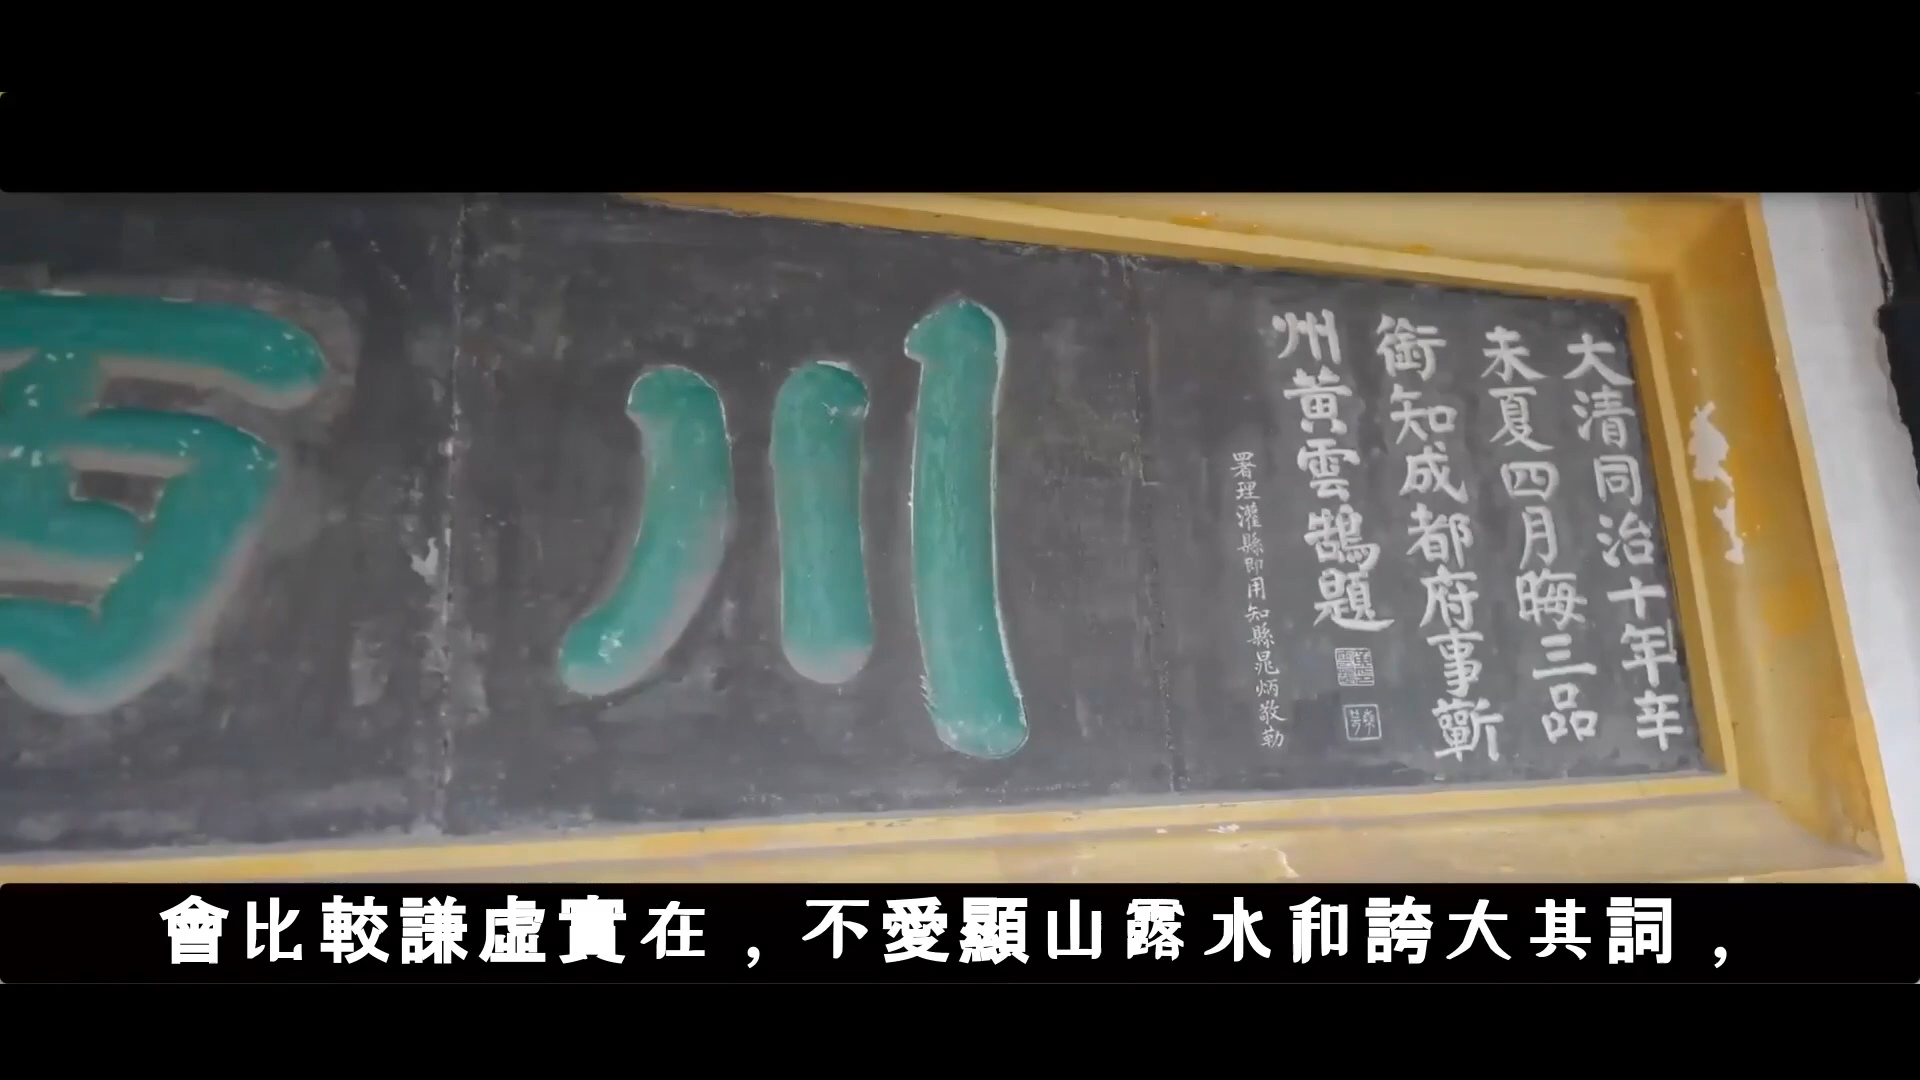 大清同治十年辛
未夏四月晦三品
銜知成都府事蘄
州黃雲鵠題
署理灌縣即用知縣晁炳敬勒
川
會比較謙虛實在，不愛顯山露水和誇大其詞，